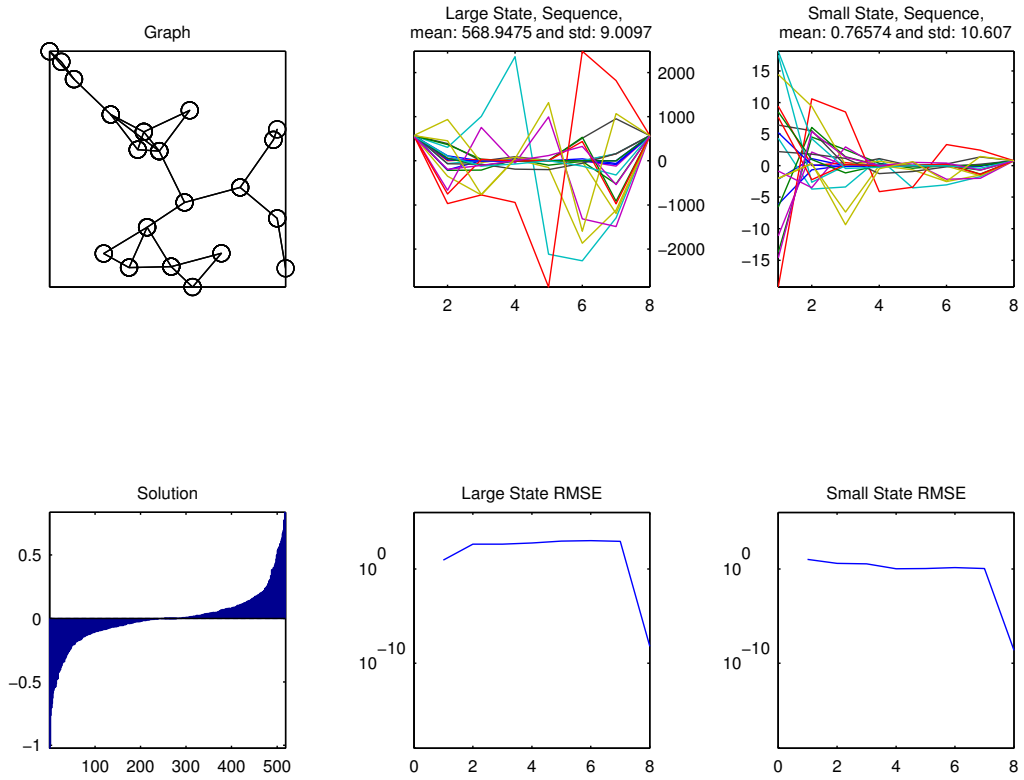 Graph
Large State, Sequence,
mean: 568.9475 and std: 9.0097
2000
1000
0
−1000
−2000
2 4 6 8
Small State, Sequence,
mean: 0.76574 and std: 10.607
15
10
5
0
−5
−10
−15
2 4 6 8
Solution
0.5
0
−0.5
−1
100 200 300 400 500
Large State RMSE
10^0
10^−10
0 2 4 6 8
Small State RMSE
10^0
10^−10
0 2 4 6 8